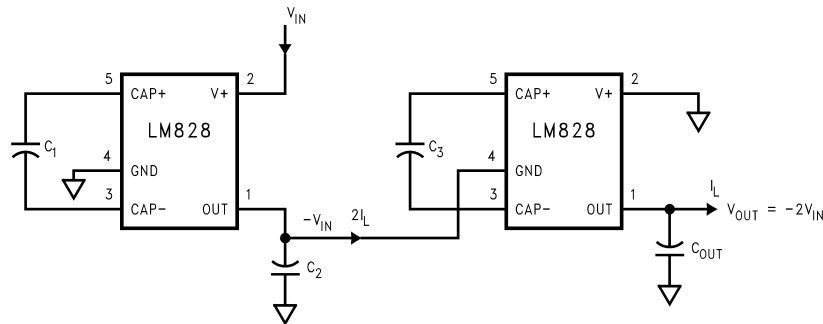 V_IN
5 CAP+ V+ 2
LM828
C_1
4 GND
3 CAP− OUT 1
−V_IN 2I_L
C_2
5 CAP+ V+ 2
LM828
C_3
4 GND
3 CAP− OUT 1
I_L
V_OUT = −2V_IN
C_OUT